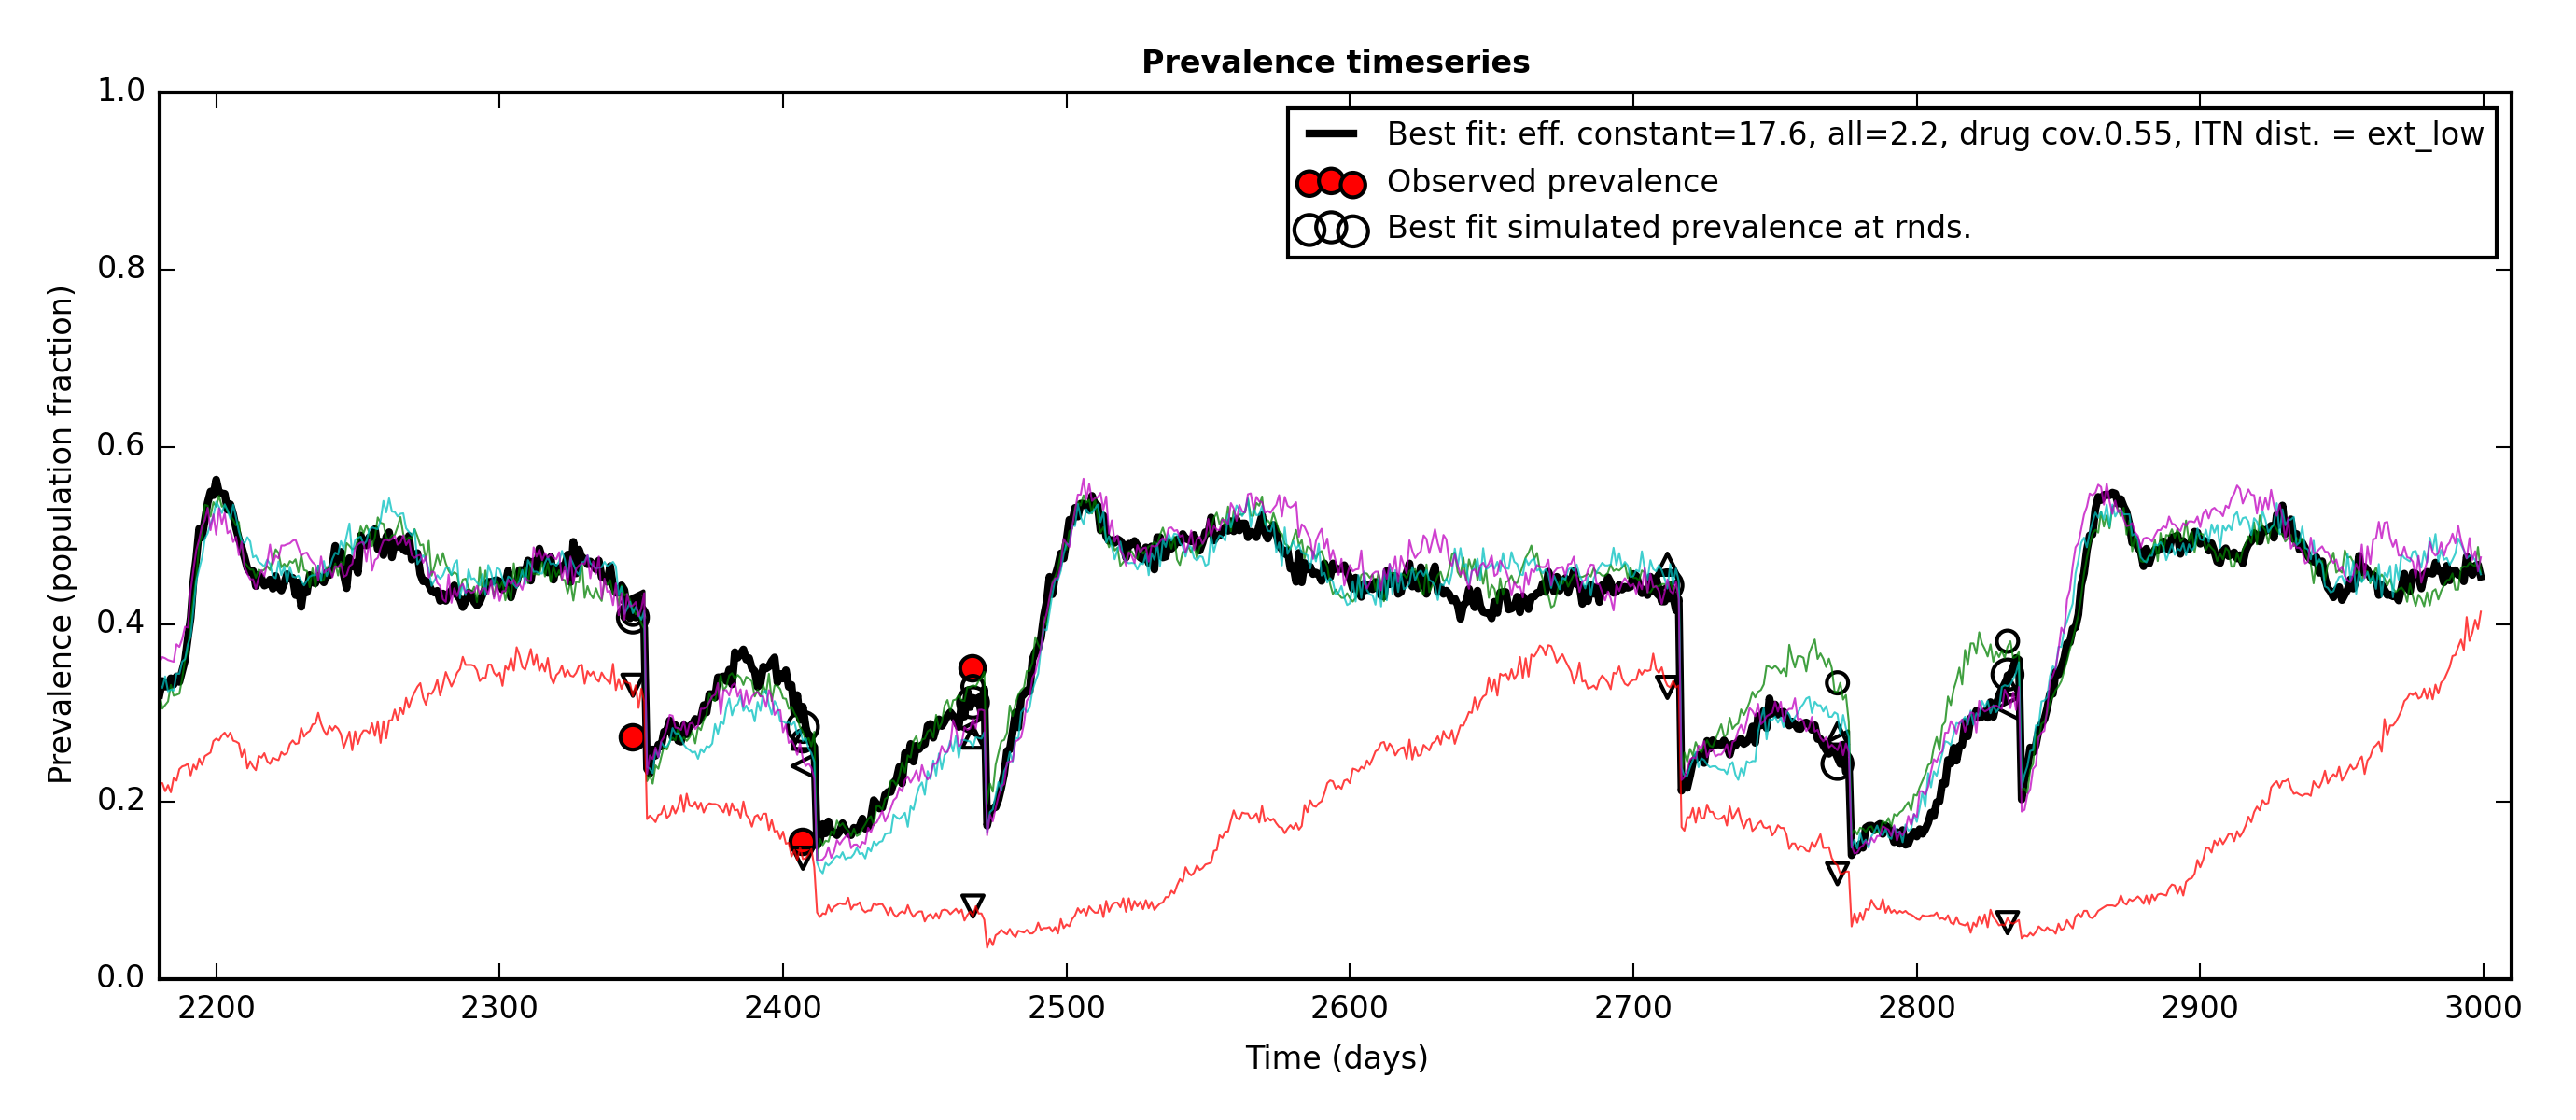 Prevalence timeseries
Best fit: eff. constant=17.6, all=2.2, drug cov.0.55, ITN dist. = ext_low
Observed prevalence
Best fit simulated prevalence at rnds.
Prevalence (population fraction)
1.0
0.8
0.6
0.4
0.2
0.0
2200 2300 2400 2500 2600 2700 2800 2900 3000
Time (days)